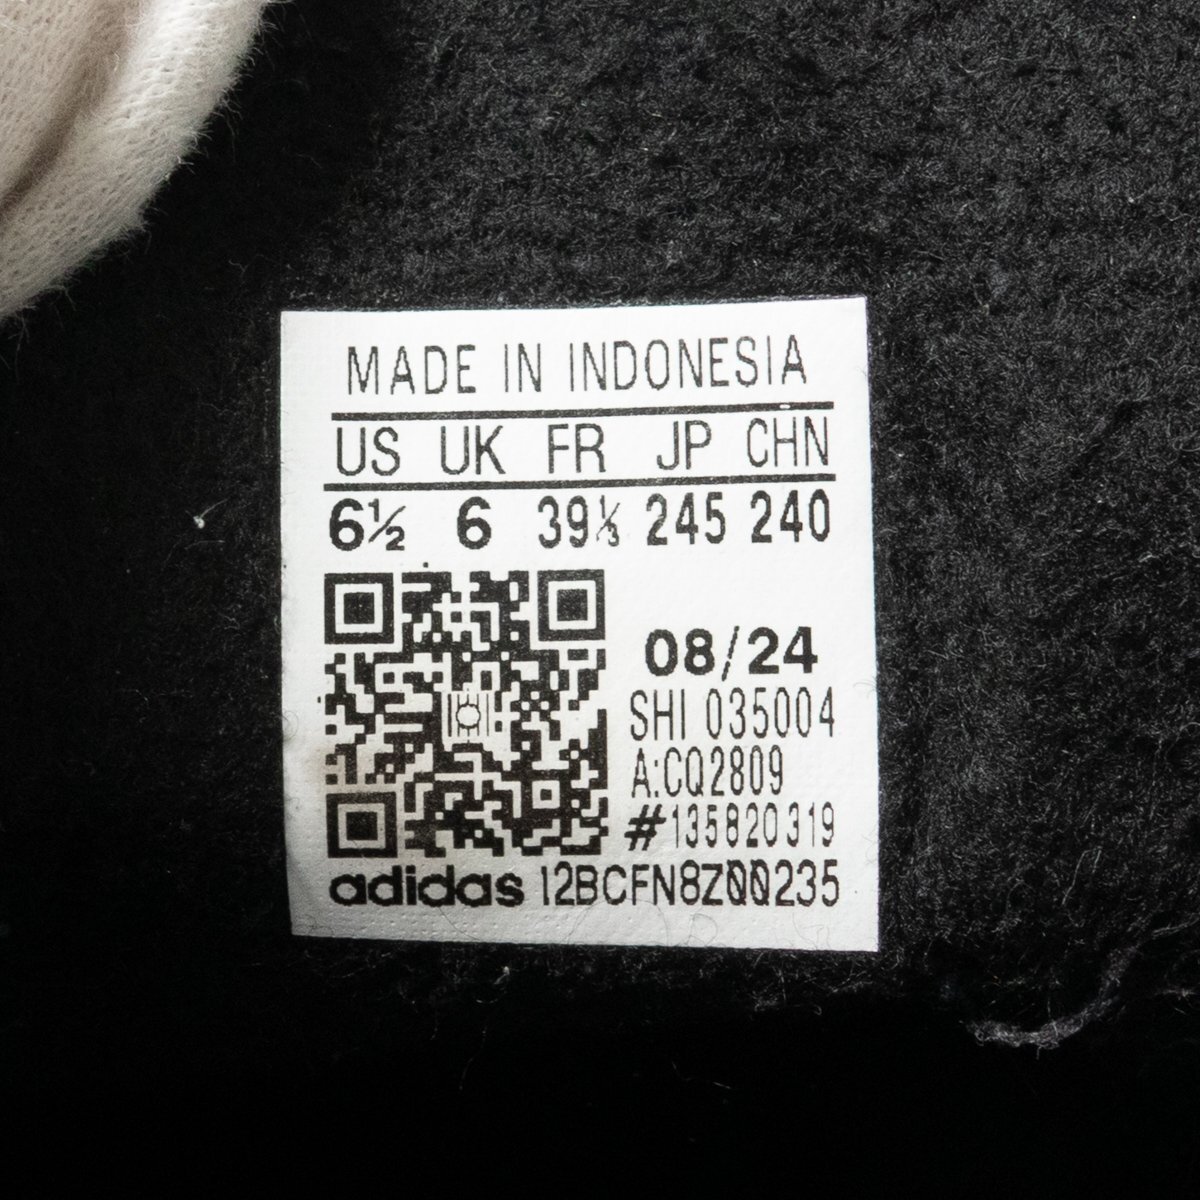 MADE IN INDONESIA
US UK FR JP CHN
6½ 6 39⅓ 245 240
08/24
SHI 035004
A:CQ2809
#135820319
adidas 12BCFN8Z00235